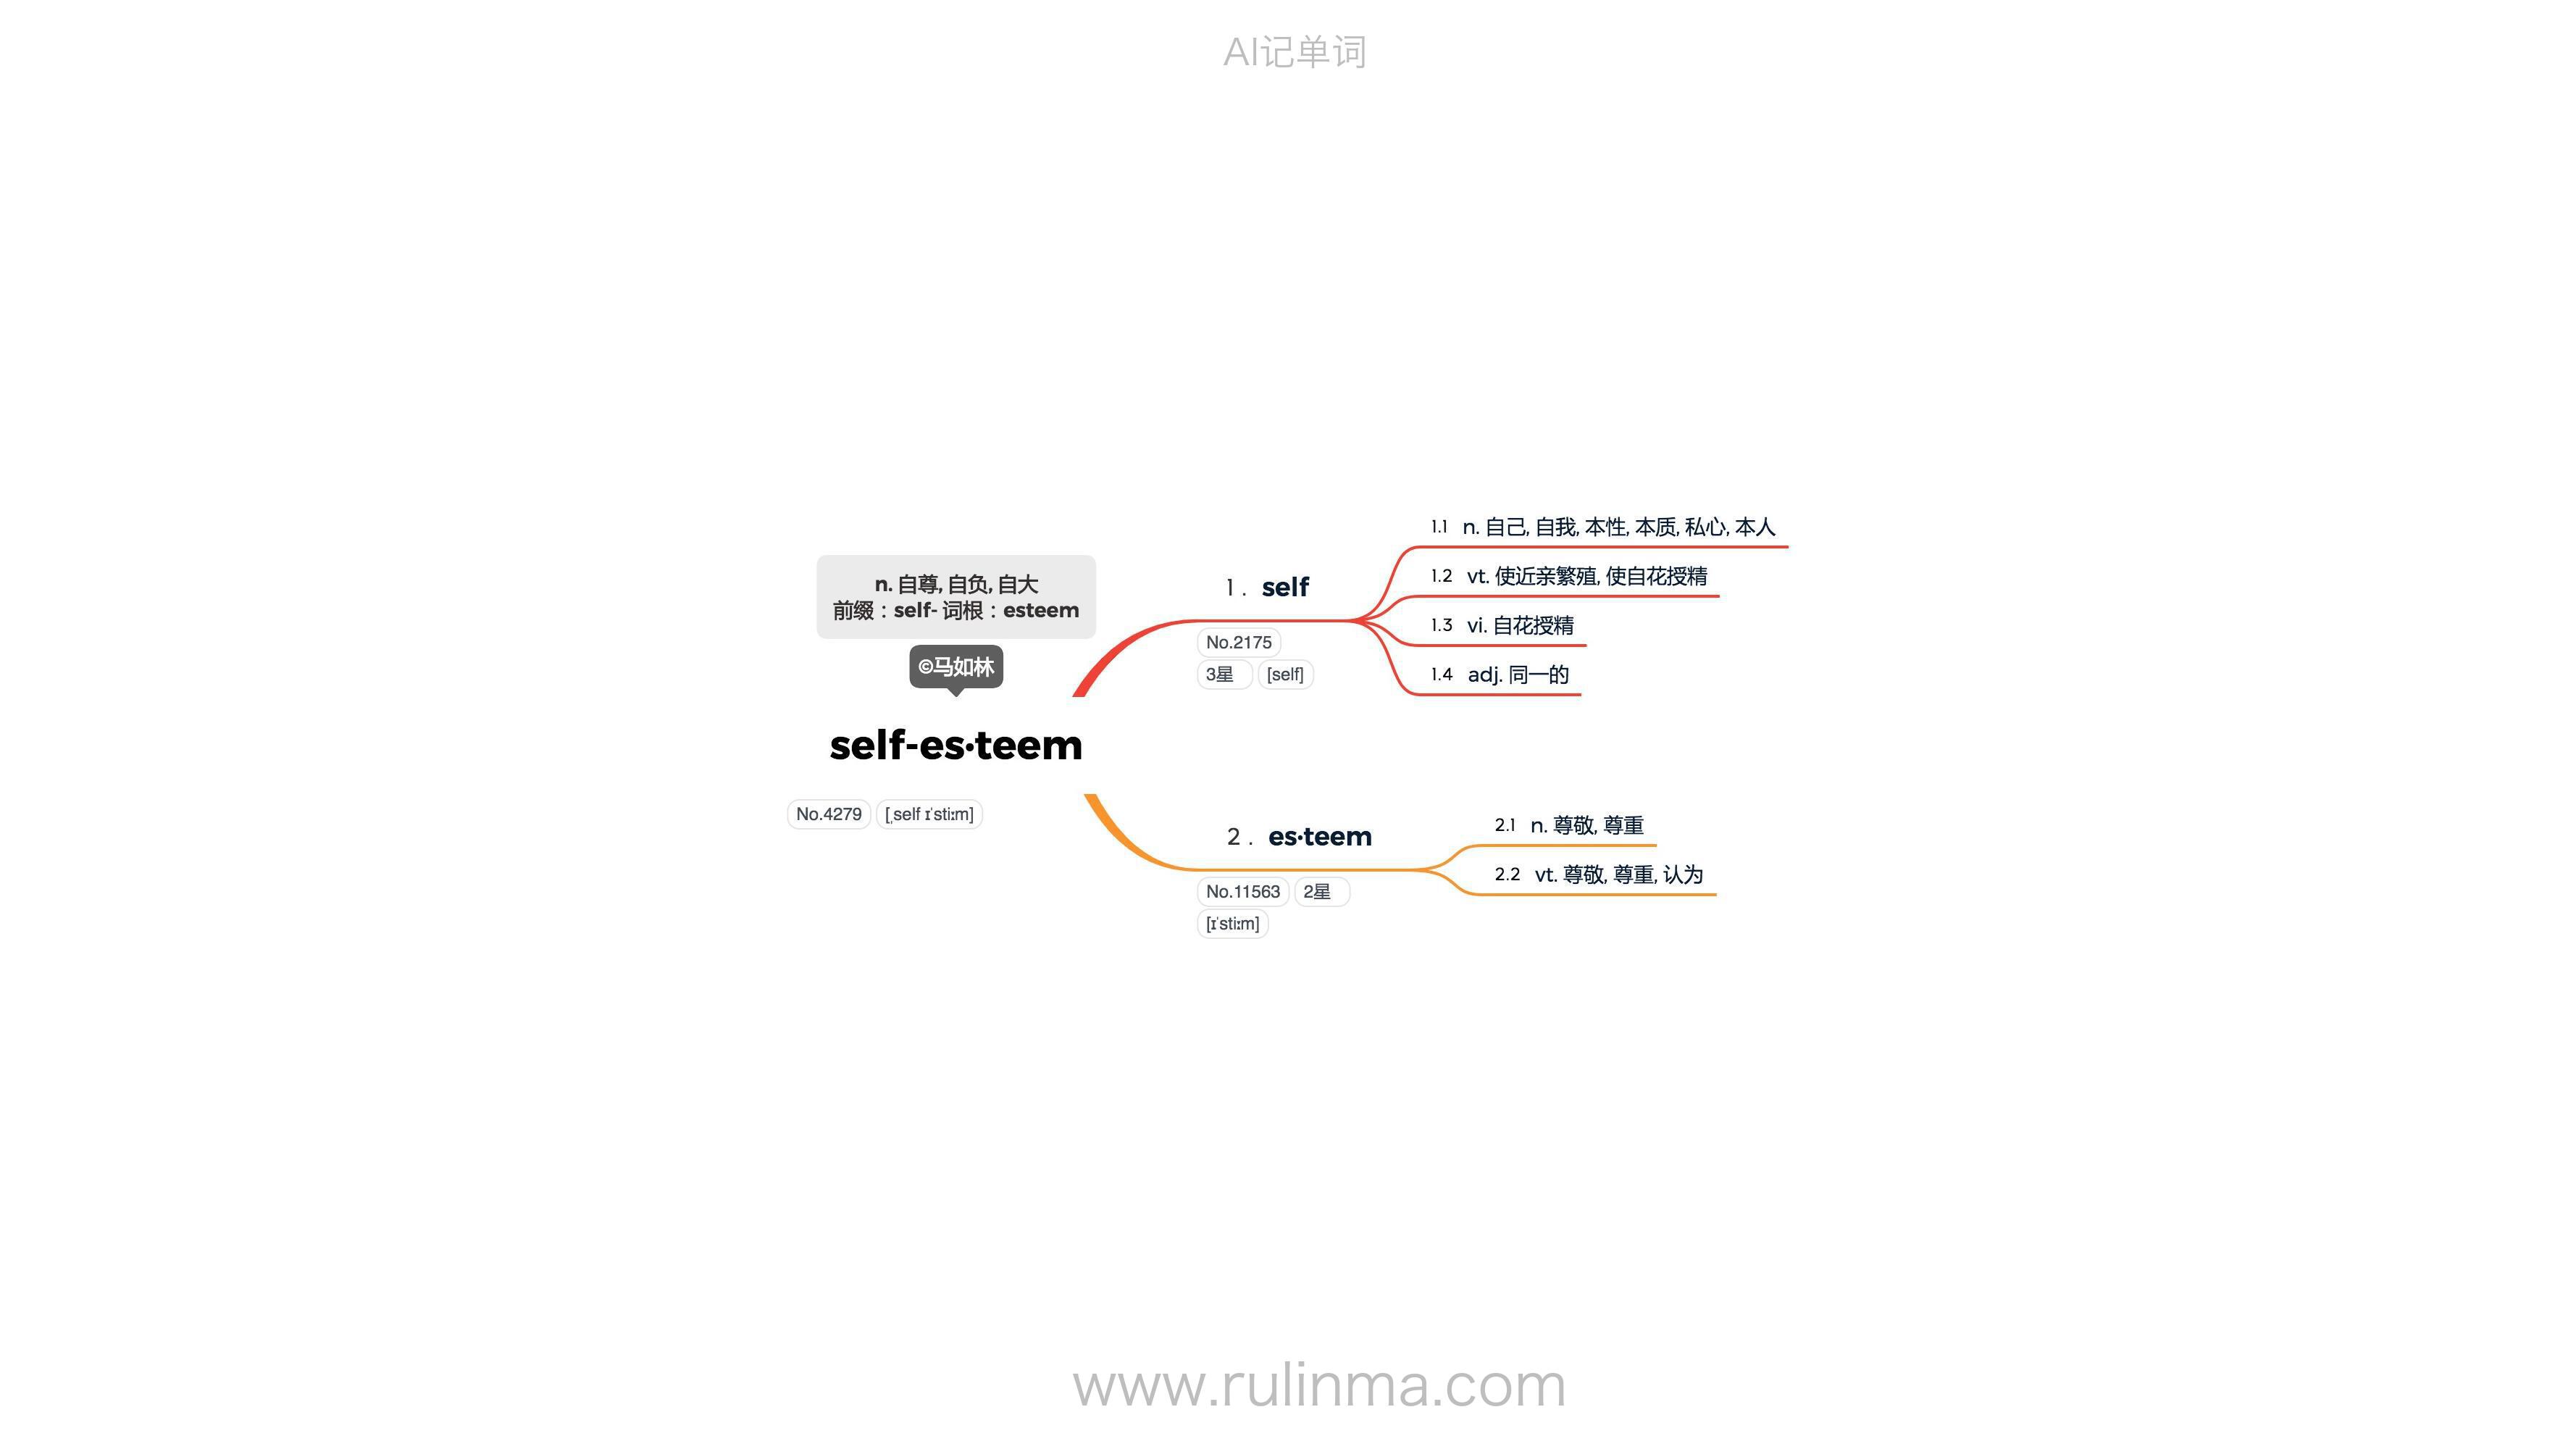 AI记单词
n. 自尊, 自负, 自大
前缀：self- 词根：esteem
©马如林
self-es·teem
No.4279 [ˌself ɪˈstiːm]
1. self
No.2175
3星 [self]
1.1 n. 自己, 自我, 本性, 本质, 私心, 本人
1.2 vt. 使近亲繁殖, 使自花授精
1.3 vi. 自花授精
1.4 adj. 同一的
2. es·teem
No.11563 2星
[ɪˈstiːm]
2.1 n. 尊敬, 尊重
2.2 vt. 尊敬, 尊重, 认为
www.rulinma.com